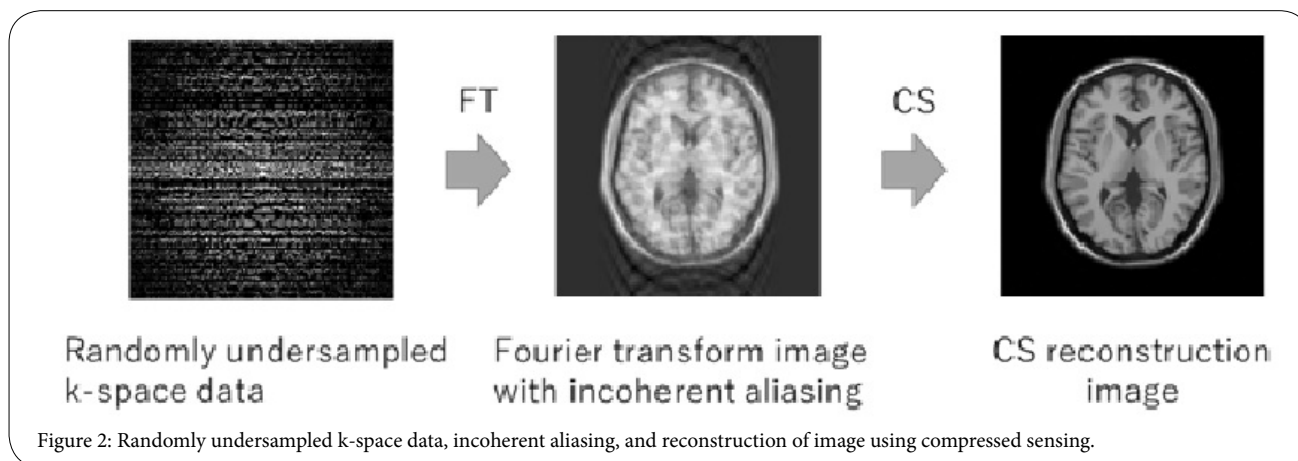 FT
CS
Randomly undersampled
k-space data
Fourier transform image
with incoherent aliasing
CS reconstruction
image
Figure 2: Randomly undersampled k-space data, incoherent aliasing, and reconstruction of image using compressed sensing.